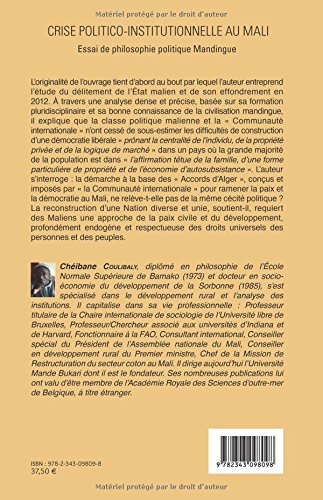 Matériel protégé par le droit d'auteur
CRISE POLITICO-INSTITUTIONNELLE AU MALI
Essai de philosophie politique Mandingue
L'originalité de l'ouvrage tient d'abord au bout par lequel l'auteur entreprend
l'étude du délitement de l'État malien et de son effondrement en
2012. À travers une analyse dense et précise, basée sur sa formation
pluridisciplinaire et sa bonne connaissance de la civilisation mandingue,
il explique que la classe politique malienne et la « Communauté
internationale » n'ont cessé de sous-estimer les difficultés de construction
d'une démocratie libérale « prônant la centralité de l'individu, de la propriété
privée et de la logique de marché » dans un pays où la grande majorité
de la population est dans « l'affirmation têtue de la famille, d'une forme
particulière de propriété et de l'économie d'autosubsistance ». L'auteur
s'interroge : la démarche à la base des « Accords d'Alger », conçus et
imposés par « la Communauté internationale » pour ramener la paix et
la démocratie au Mali, ne relève-t-elle pas de la même cécité politique ?
La reconstruction d'une Nation diverse et unie, soutient-il, requiert
des Maliens une approche de la paix civile et du développement,
profondément endogène et respectueuse des droits universels des
personnes et des peuples.
Chéibane COULIBALY, diplômé en philosophie de l'École
Normale Supérieure de Bamako (1973) et docteur en socio-
économie du développement de la Sorbonne (1985), s'est
spécialisé dans le développement rural et l'analyse des
institutions. Il capitalise dans sa vie professionnelle : Professeur
titulaire de la Chaire internationale de sociologie de l'Université libre de
Bruxelles, Professeur/Chercheur associé aux universités d'Indiana et de
Harvard, Fonctionnaire à la FAO, Consultant international, Conseiller
spécial du Président de l'Assemblée nationale du Mali, Conseiller
en développement rural du Premier ministre, Chef de la Mission de
Restructuration du secteur coton au Mali. Il dirige aujourd'hui l'Université
Mande Bukari dont il est le fondateur. Ses nombreuses publications lui
ont valu d'être membre de l'Académie Royale des Sciences d'outre-mer
de Belgique, à titre étranger.
ISBN : 978-2-343-09809-8
37,50 €
9 782343 098098
Matériel protégé par le droit d'auteur